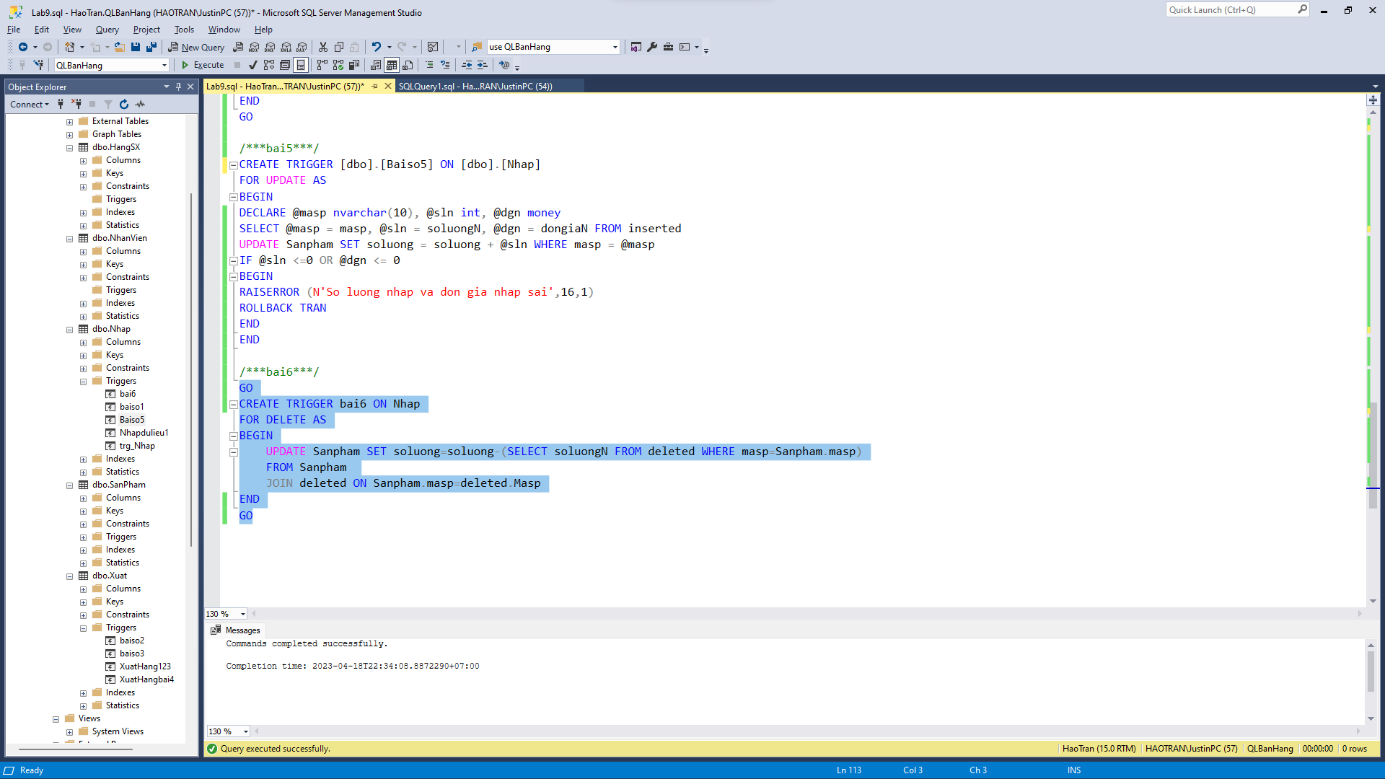 Lab9.sql - HaoTran.QLBanHang (HAOTRAN\JustinPC (57))* - Microsoft SQL Server Management Studio
Quick Launch (Ctrl+Q)
File Edit View Query Project Tools Window Help
New Query
use QLBanHang
QLBanHang
Execute
Object Explorer
Connect
External Tables
Graph Tables
dbo.HangSX
Columns
Keys
Constraints
Triggers
Indexes
Statistics
dbo.NhanVien
Columns
Keys
Constraints
Triggers
Indexes
Statistics
dbo.Nhap
Columns
Keys
Constraints
Triggers
bai6
baiso1
Baiso5
Nhapdulieu1
trg_Nhap
Indexes
Statistics
dbo.SanPham
Columns
Keys
Constraints
Triggers
Indexes
Statistics
dbo.Xuat
Columns
Keys
Constraints
Triggers
baiso2
baiso3
XuatHang123
XuatHangbai4
Indexes
Statistics
Views
System Views
Lab9.sql - HaoTran...TRAN\JustinPC (57))*
SQLQuery1.sql - Ha...RAN\JustinPC (54))
END
GO
/***bai5***/
CREATE TRIGGER [dbo].[Baiso5] ON [dbo].[Nhap]
FOR UPDATE AS
BEGIN
DECLARE @masp nvarchar(10), @sln int, @dgn money
SELECT @masp = masp, @sln = soluongN, @dgn = dongiaN FROM inserted
UPDATE Sanpham SET soluong = soluong + @sln WHERE masp = @masp
IF @sln <=0 OR @dgn <= 0
BEGIN
RAISERROR (N'So luong nhap va don gia nhap sai',16,1)
ROLLBACK TRAN
END
END
/***bai6***/
GO
CREATE TRIGGER bai6 ON Nhap
FOR DELETE AS
BEGIN
UPDATE Sanpham SET soluong=soluong-(SELECT soluongN FROM deleted WHERE masp=Sanpham.masp)
FROM Sanpham
JOIN deleted ON Sanpham.masp=deleted.Masp
END
GO
130 %
Messages
Commands completed successfully.
Completion time: 2023-04-18T22:34:08.8872290+07:00
130 %
Query executed successfully.
HaoTran (15.0 RTM) HAOTRAN\JustinPC (57) QLBanHang 00:00:00 0 rows
Ready
Ln 113 Col 3 Ch 3 INS